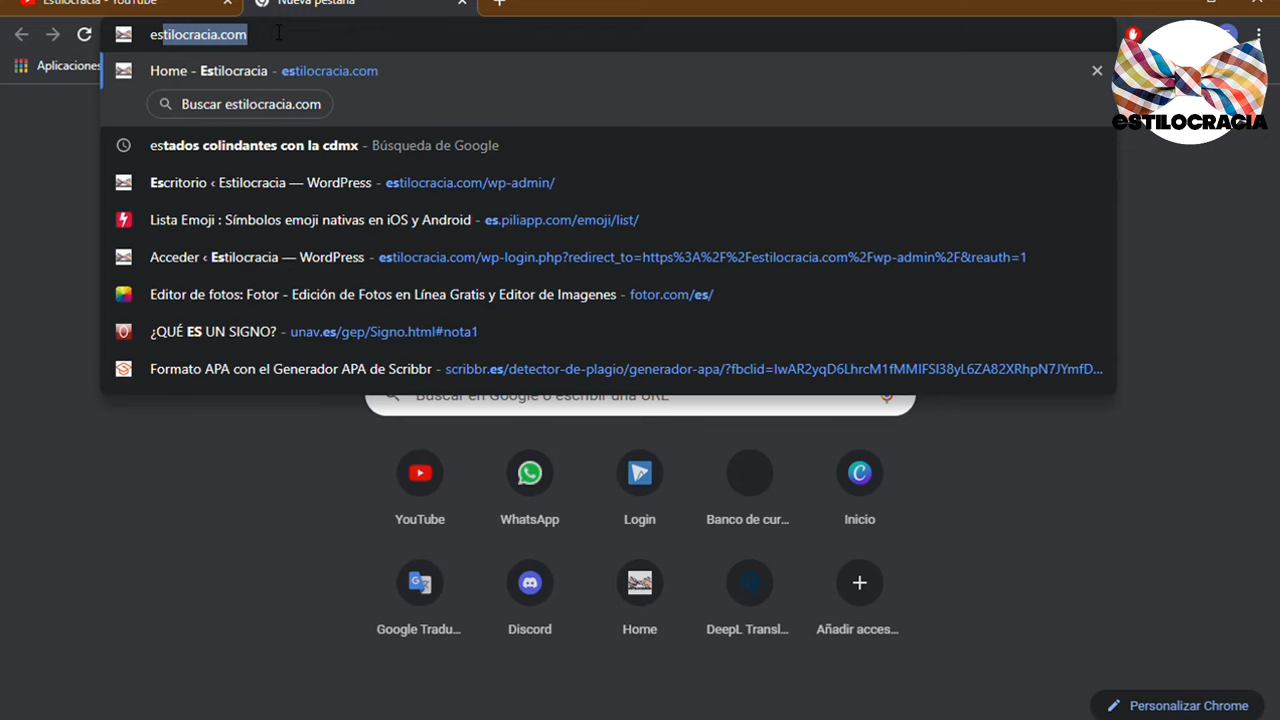 Estilocracia - YouTube
Nueva pestaña
estilocracia.com
Aplicaciones
Home - Estilocracia - estilocracia.com
Buscar estilocracia.com
estados colindantes con la cdmx - Búsqueda de Google
Escritorio ‹ Estilocracia — WordPress - estilocracia.com/wp-admin/
Lista Emoji : Símbolos emoji nativas en iOS y Android - es.piliapp.com/emoji/list/
Acceder ‹ Estilocracia — WordPress - estilocracia.com/wp-login.php?redirect_to=https%3A%2F%2Festilocracia.com%2Fwp-admin%2F&reauth=1
Editor de fotos: Fotor - Edición de Fotos en Línea Gratis y Editor de Imagenes - fotor.com/es/
¿QUÉ ES UN SIGNO? - unav.es/gep/Signo.html#nota1
Formato APA con el Generador APA de Scribbr - scribbr.es/detector-de-plagio/generador-apa/?fbclid=IwAR2yqD6LhrcM1fMMIFSI38yL6ZA82XRhpN7JYmfD...
eSTILOCRACIA
Buscar en Google o escribir una URL
YouTube
WhatsApp
Login
Banco de cur...
Inicio
Google Tradu...
Discord
Home
DeepL Transl...
Añadir acces...
Personalizar Chrome